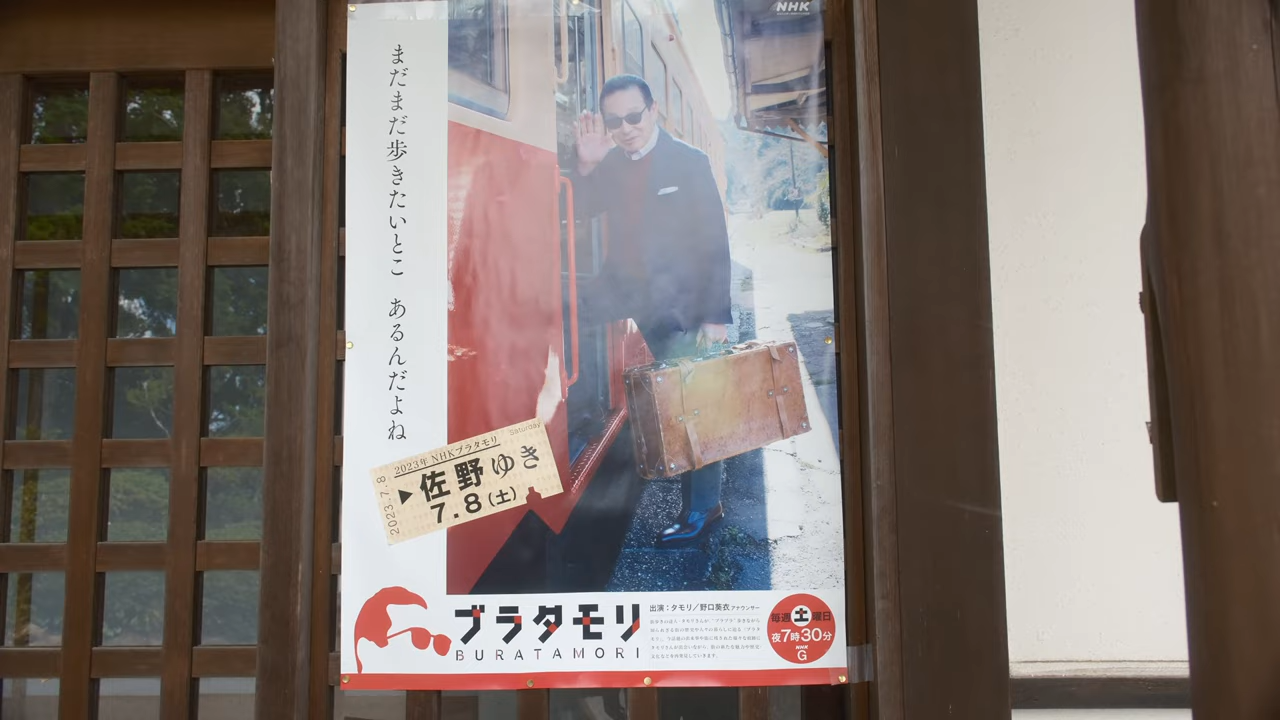 NHK
まだまだ歩きたいとこ あるんだよね
Saturday
2023年 NHKブラタモリ
▶佐野ゆき
7.8(土)
2023.7.8
ブラタモリ
BURATAMORI
出演:タモリ/野口葵衣アナウンサー
毎週土曜日
夜7時30分
NHK
G